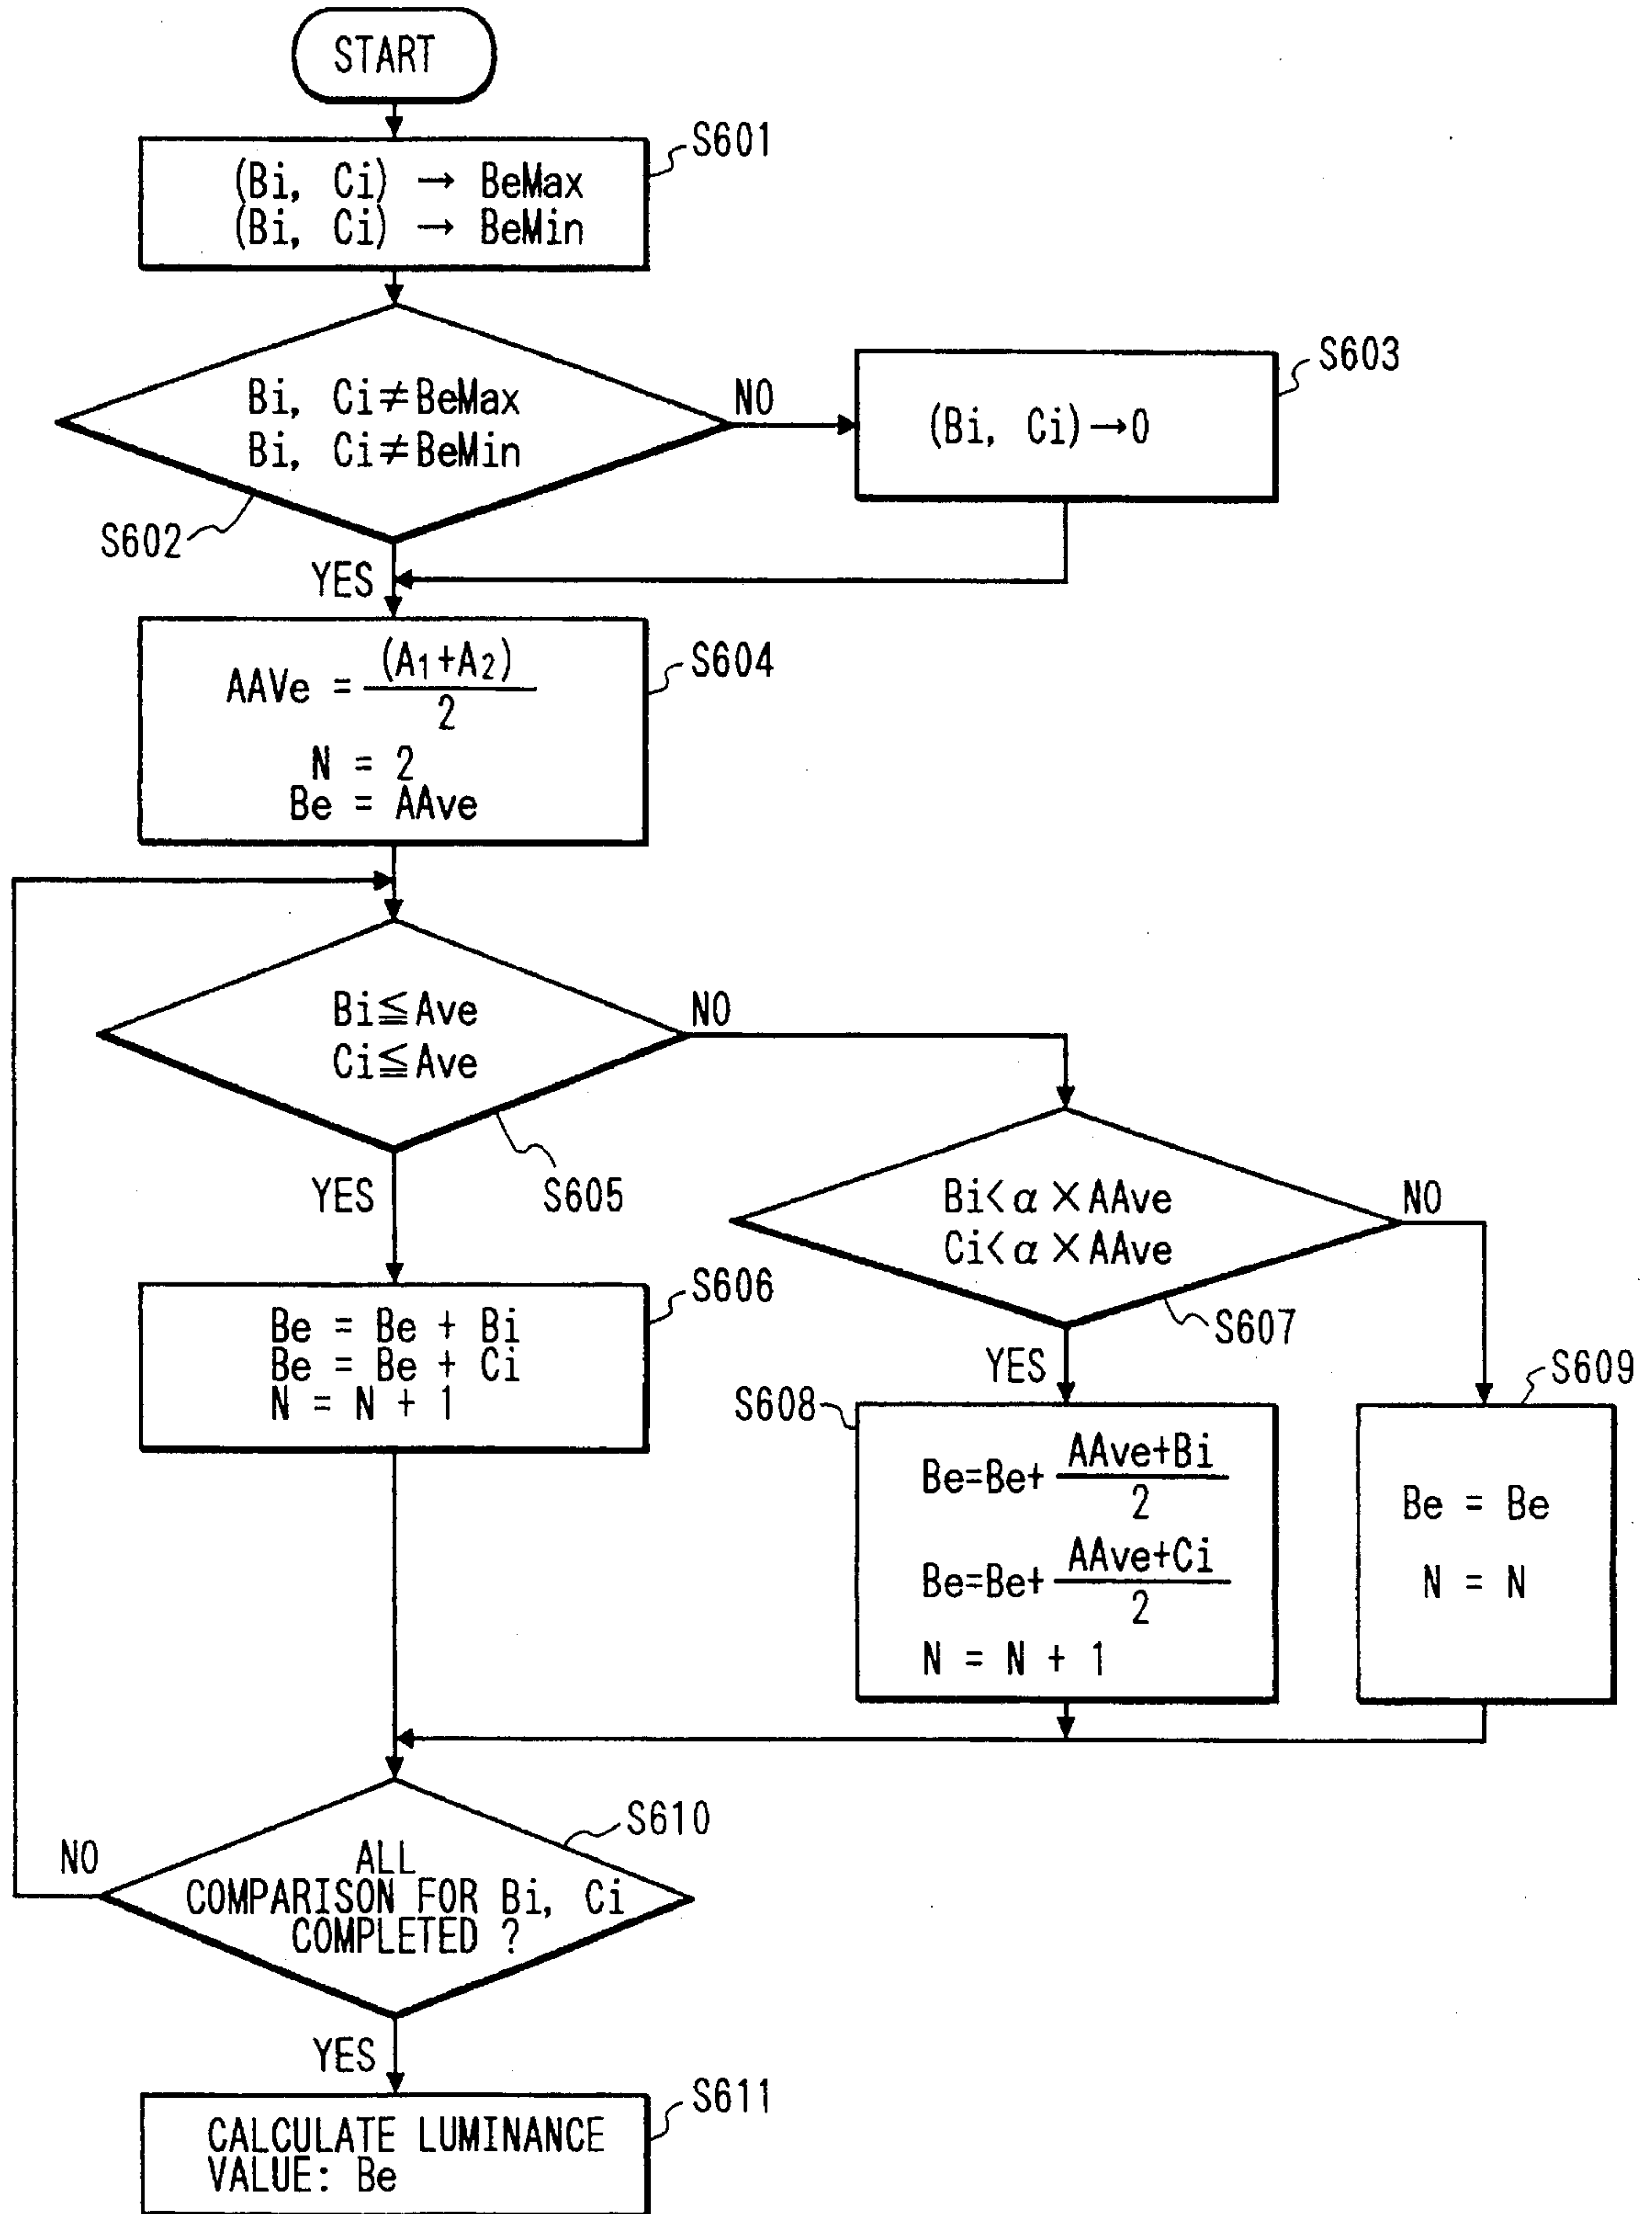 START
S601
(Bi, Ci) → BeMax
(Bi, Ci) → BeMin
Bi, Ci≠BeMax
Bi, Ci≠BeMin
S602
NO
S603
(Bi, Ci)→0
YES
S604
AAVe = (A1+A2)
2
N = 2
Be = AAve
Bi≦Ave
Ci≦Ave
NO
S605
YES
Bi<α×AAve
Ci<α×AAve
NO
S607
S606
Be = Be + Bi
Be = Be + Ci
N = N + 1
YES
S608
Be=Be+ AAve+Bi
2
Be=Be+ AAve+Ci
2
N = N + 1
S609
Be = Be
N = N
S610
NO
ALL
COMPARISON FOR Bi, Ci
COMPLETED ?
YES
S611
CALCULATE LUMINANCE
VALUE: Be